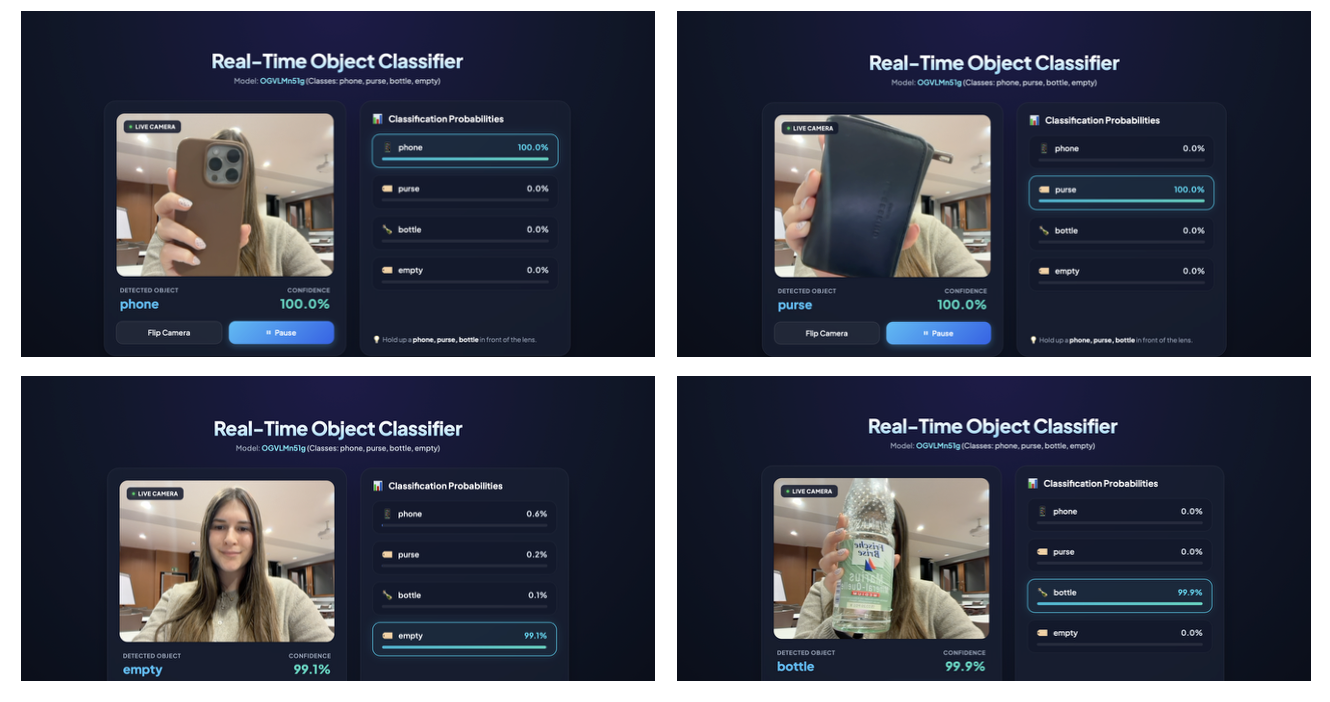 Real-Time Object Classifier
Model: OGVLMn51g (Classes: phone, purse, bottle, empty)
LIVE CAMERA
DETECTED OBJECT CONFIDENCE
phone 100.0%
Flip Camera Pause
Classification Probabilities
phone 100.0%
purse 0.0%
bottle 0.0%
empty 0.0%
Hold up a phone, purse, bottle in front of the lens.
Real-Time Object Classifier
Model: OGVLMn51g (Classes: phone, purse, bottle, empty)
LIVE CAMERA
DETECTED OBJECT CONFIDENCE
purse 100.0%
Flip Camera Pause
Classification Probabilities
phone 0.0%
purse 100.0%
bottle 0.0%
empty 0.0%
Hold up a phone, purse, bottle in front of the lens.
Real-Time Object Classifier
Model: OGVLMn51g (Classes: phone, purse, bottle, empty)
LIVE CAMERA
DETECTED OBJECT CONFIDENCE
empty 99.1%
Classification Probabilities
phone 0.6%
purse 0.2%
bottle 0.1%
empty 99.1%
Real-Time Object Classifier
Model: OGVLMn51g (Classes: phone, purse, bottle, empty)
LIVE CAMERA
Frische
Brise
DETECTED OBJECT CONFIDENCE
bottle 99.9%
Classification Probabilities
phone 0.0%
purse 0.0%
bottle 99.9%
empty 0.0%